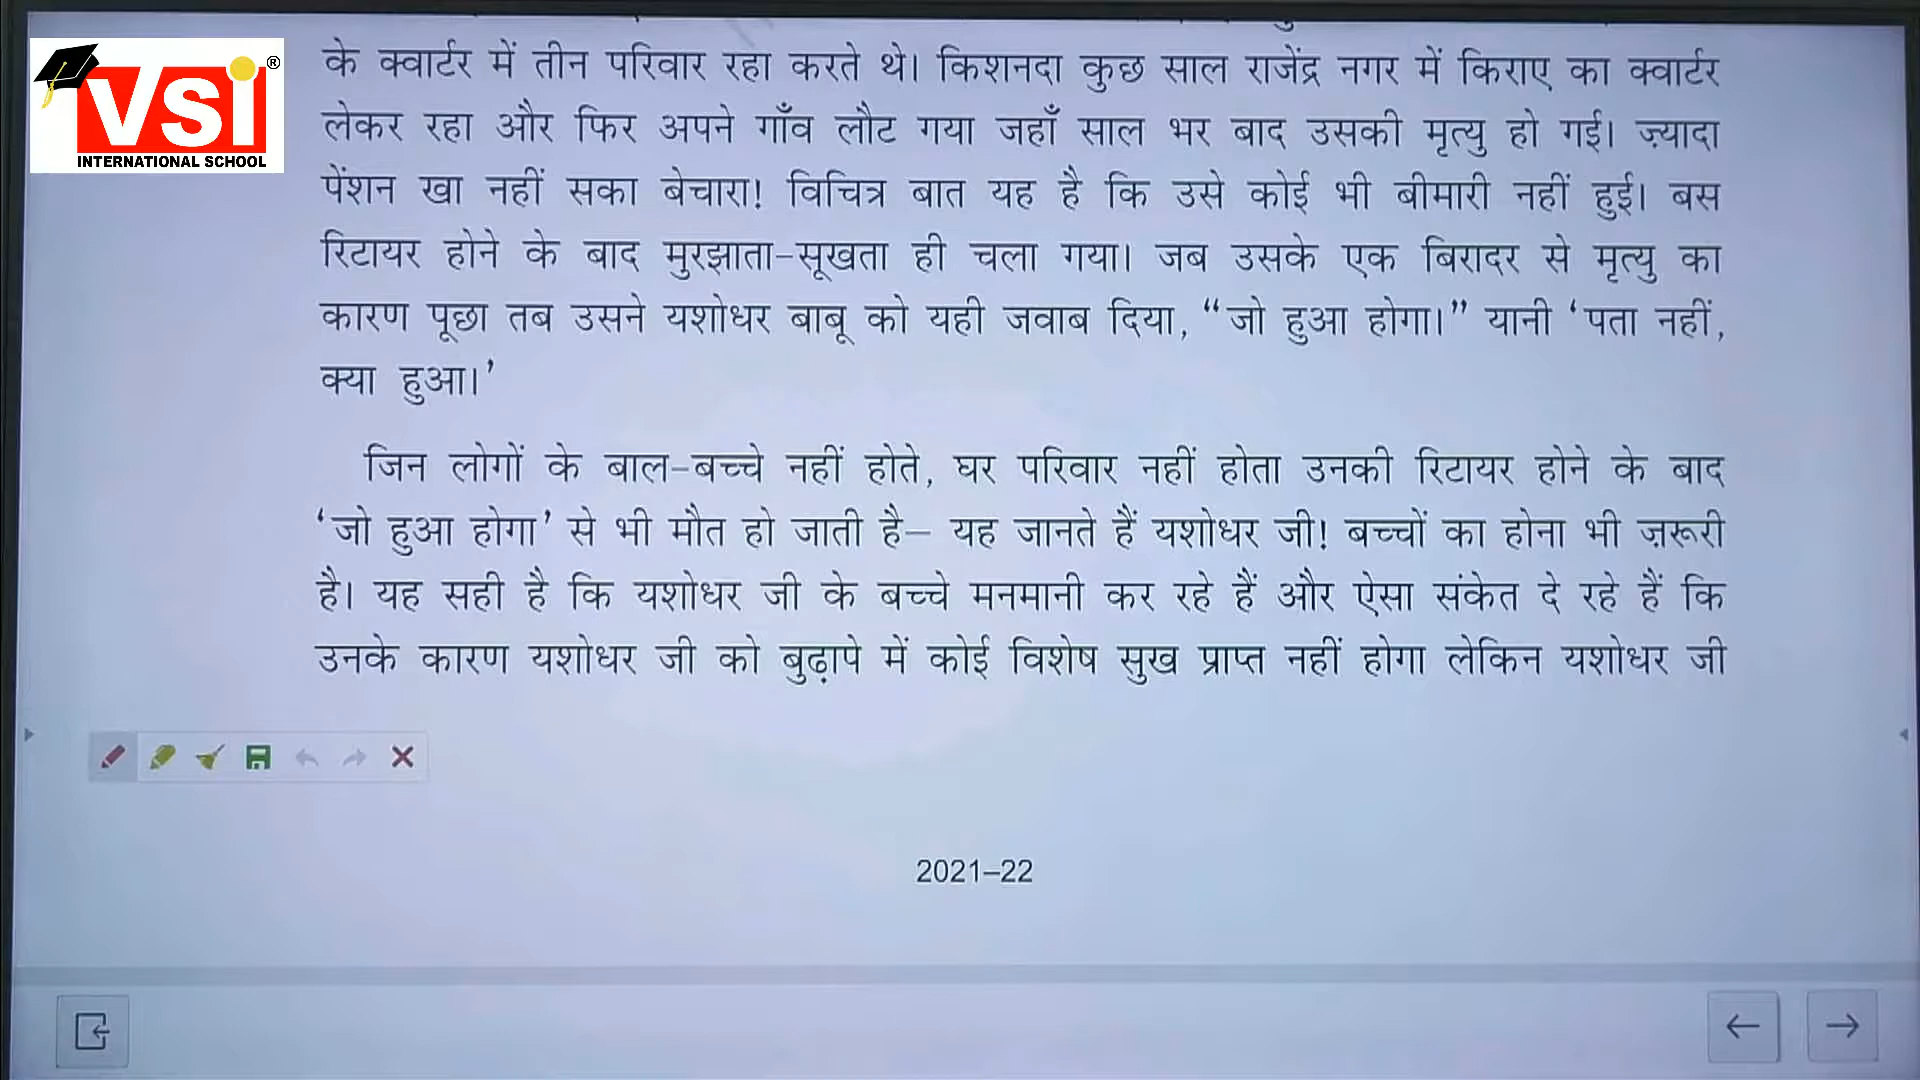 VSI
®
INTERNATIONAL SCHOOL
के क्वार्टर में तीन परिवार रहा करते थे। किशनदा कुछ साल राजेंद्र नगर में किराए का क्वार्टर
लेकर रहा और फिर अपने गाँव लौट गया जहाँ साल भर बाद उसकी मृत्यु हो गई। ज़्यादा
पेंशन खा नहीं सका बेचारा! विचित्र बात यह है कि उसे कोई भी बीमारी नहीं हुई। बस
रिटायर होने के बाद मुरझाता-सूखता ही चला गया। जब उसके एक बिरादर से मृत्यु का
कारण पूछा तब उसने यशोधर बाबू को यही जवाब दिया, “जो हुआ होगा।” यानी ‘पता नहीं,
क्या हुआ।’
जिन लोगों के बाल-बच्चे नहीं होते, घर परिवार नहीं होता उनकी रिटायर होने के बाद
‘जो हुआ होगा’ से भी मौत हो जाती है– यह जानते हैं यशोधर जी! बच्चों का होना भी ज़रूरी
है। यह सही है कि यशोधर जी के बच्चे मनमानी कर रहे हैं और ऐसा संकेत दे रहे हैं कि
उनके कारण यशोधर जी को बुढ़ापे में कोई विशेष सुख प्राप्त नहीं होगा लेकिन यशोधर जी
2021–22